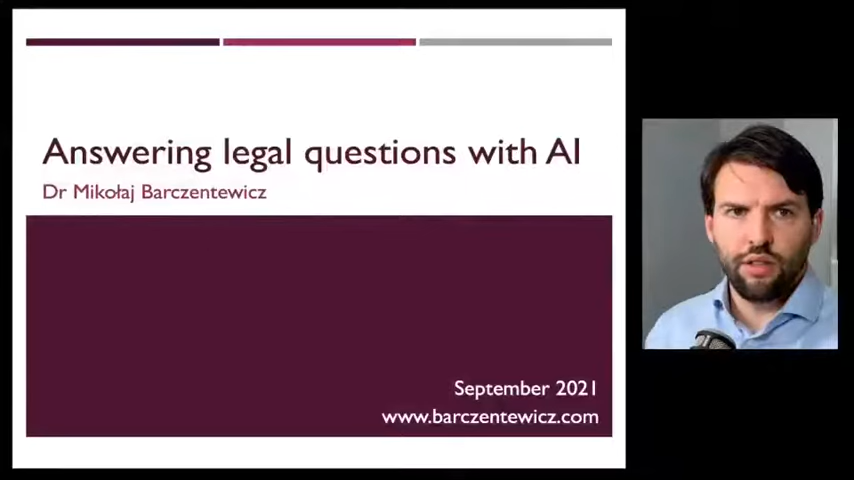 Answering legal questions with AI
Dr Mikołaj Barczentewicz
September 2021
www.barczentewicz.com